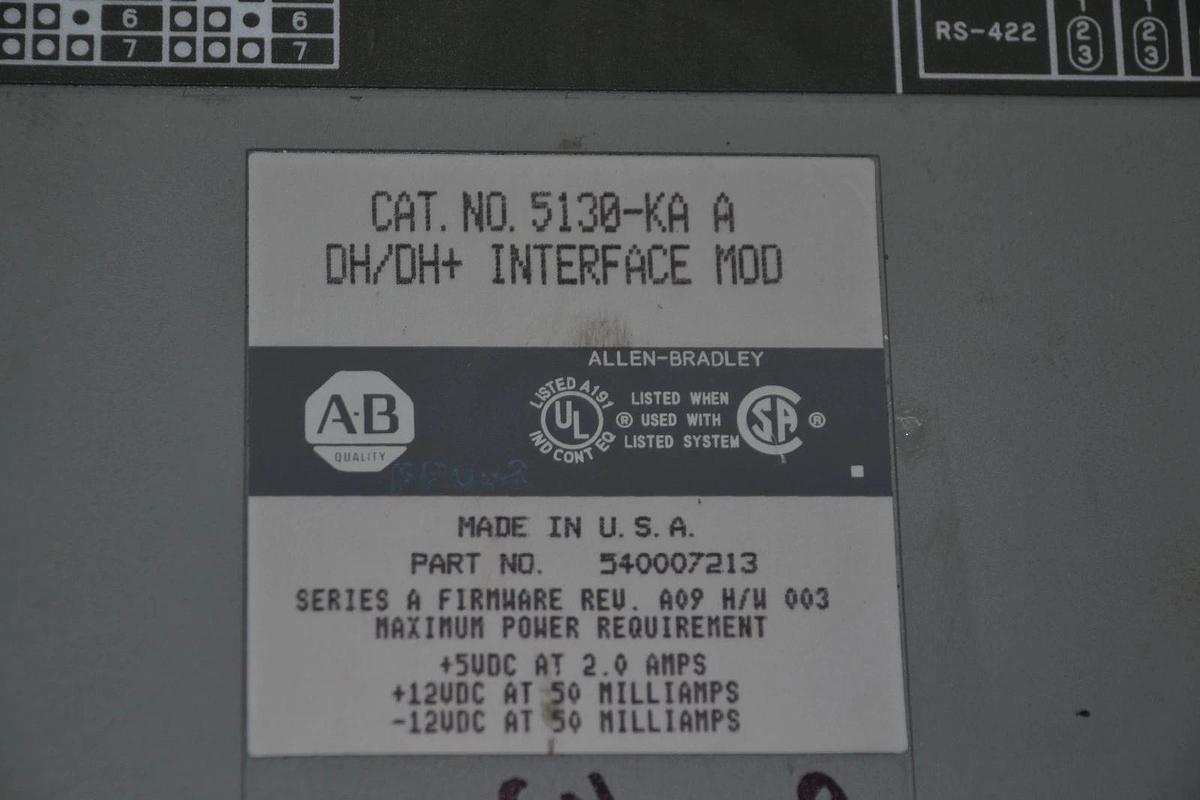 6 6
7 7
RS-422
1 1
2 2
3 3
CAT. NO. 5130-KA A
DH/DH+ INTERFACE MOD
ALLEN-BRADLEY
A-B
QUALITY
LISTED A191
UL
IND CONT EQ
®
LISTED WHEN
USED WITH
LISTED SYSTEM
SA
®
MADE IN U.S.A.
PART NO. 540007213
SERIES A FIRMWARE REV. A09 H/W 003
MAXIMUM POWER REQUIREMENT
+5VDC AT 2.0 AMPS
+12VDC AT 50 MILLIAMPS
-12VDC AT 50 MILLIAMPS